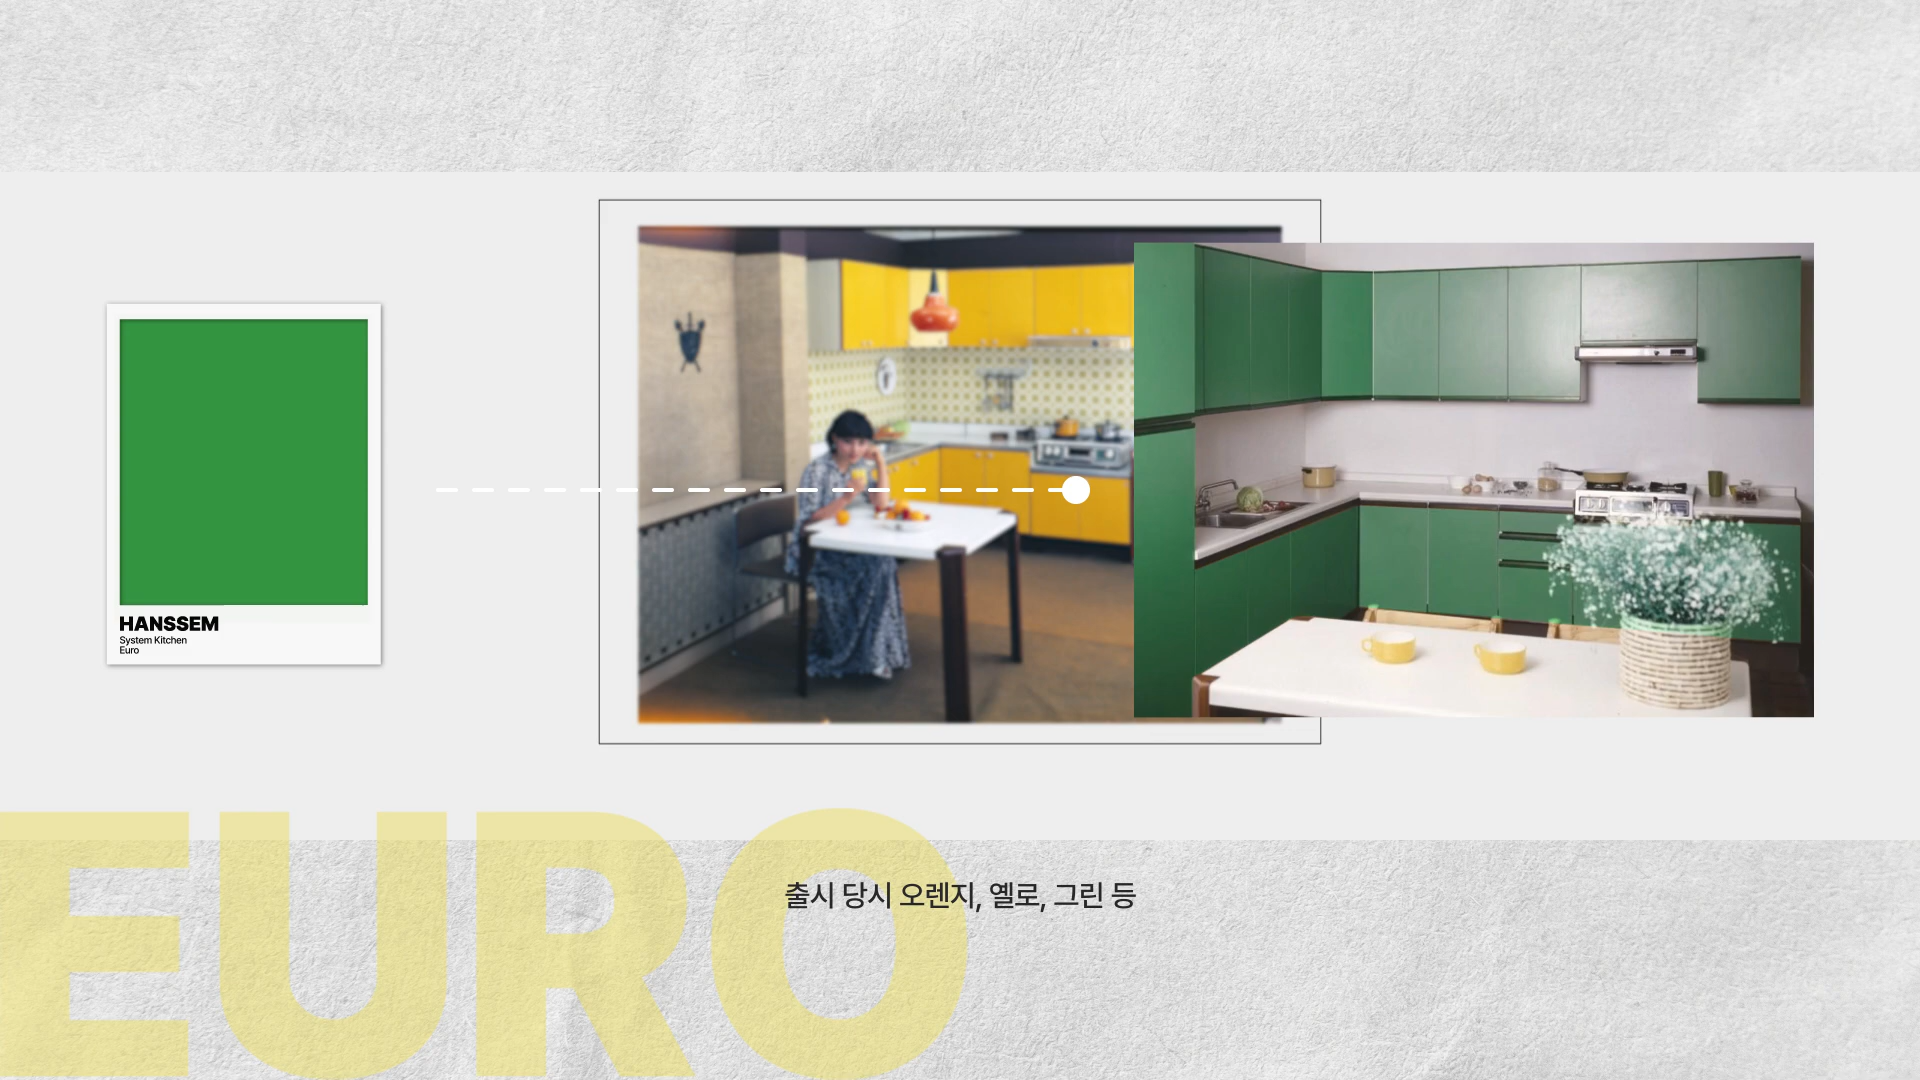 HANSSEM
System Kitchen
Euro
EURO
출시 당시 오렌지, 옐로, 그린 등